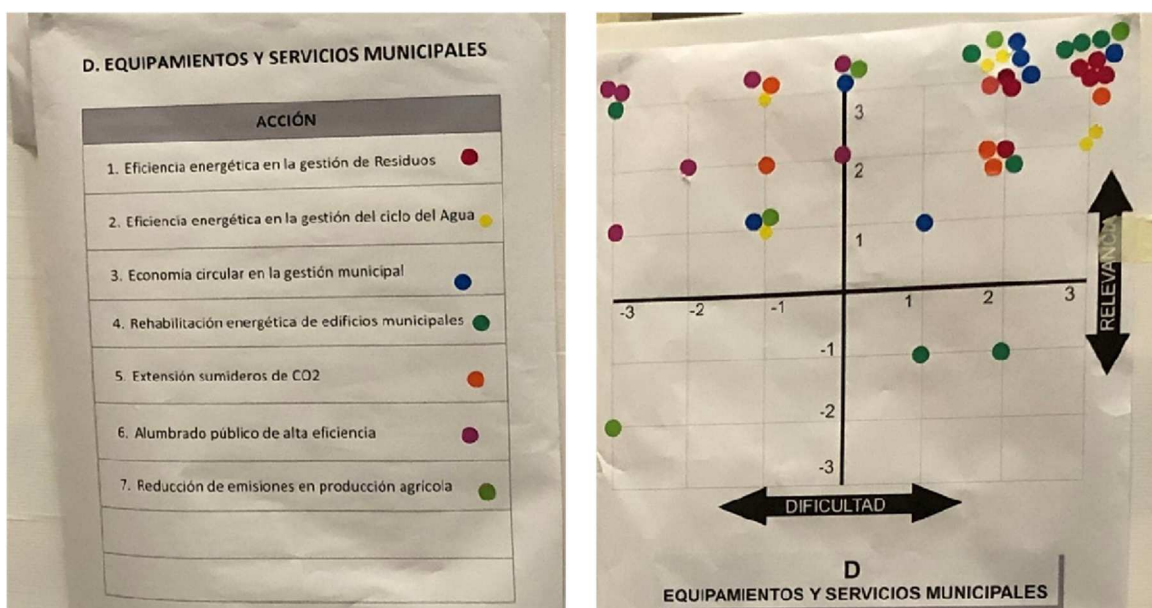 D. EQUIPAMIENTOS Y SERVICIOS MUNICIPALES
ACCIÓN
1. Eficiencia energética en la gestión de Residuos
2. Eficiencia energética en la gestión del ciclo del Agua
3. Economía circular en la gestión municipal
4. Rehabilitación energética de edificios municipales
5. Extensión sumideros de CO2
6. Alumbrado público de alta eficiencia
7. Reducción de emisiones en producción agrícola
3
2
1
-3 -2 -1 1 2 3
-1
-2
-3
RELEVANCIA
DIFICULTAD
D
EQUIPAMIENTOS Y SERVICIOS MUNICIPALES